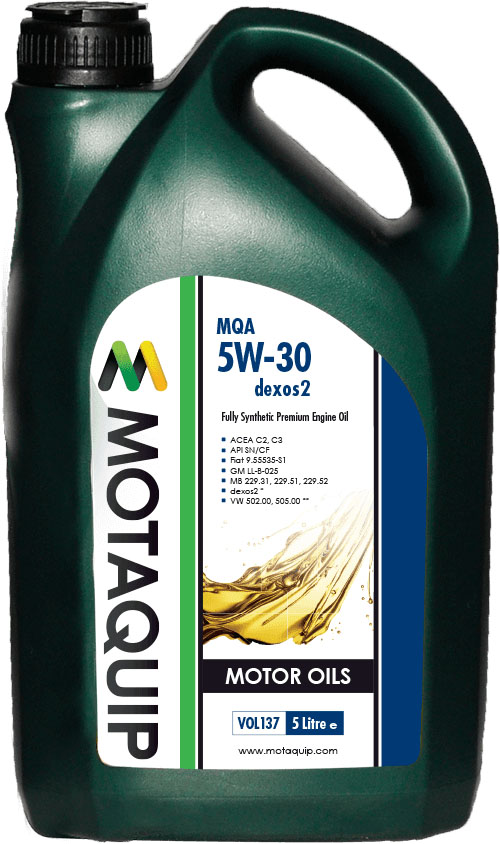 MOTAQUIP
MQA
5W-30
dexos2
Fully Synthetic Premium Engine Oil
ACEA C2, C3
API SN/CF
Fiat 9.55535-S1
GM LL-B-025
MB 229.31, 229.51, 229.52
dexos2 *
VW 502.00, 505.00 **
MOTOR OILS
VOL137 5 Litre e
www.motaquip.com